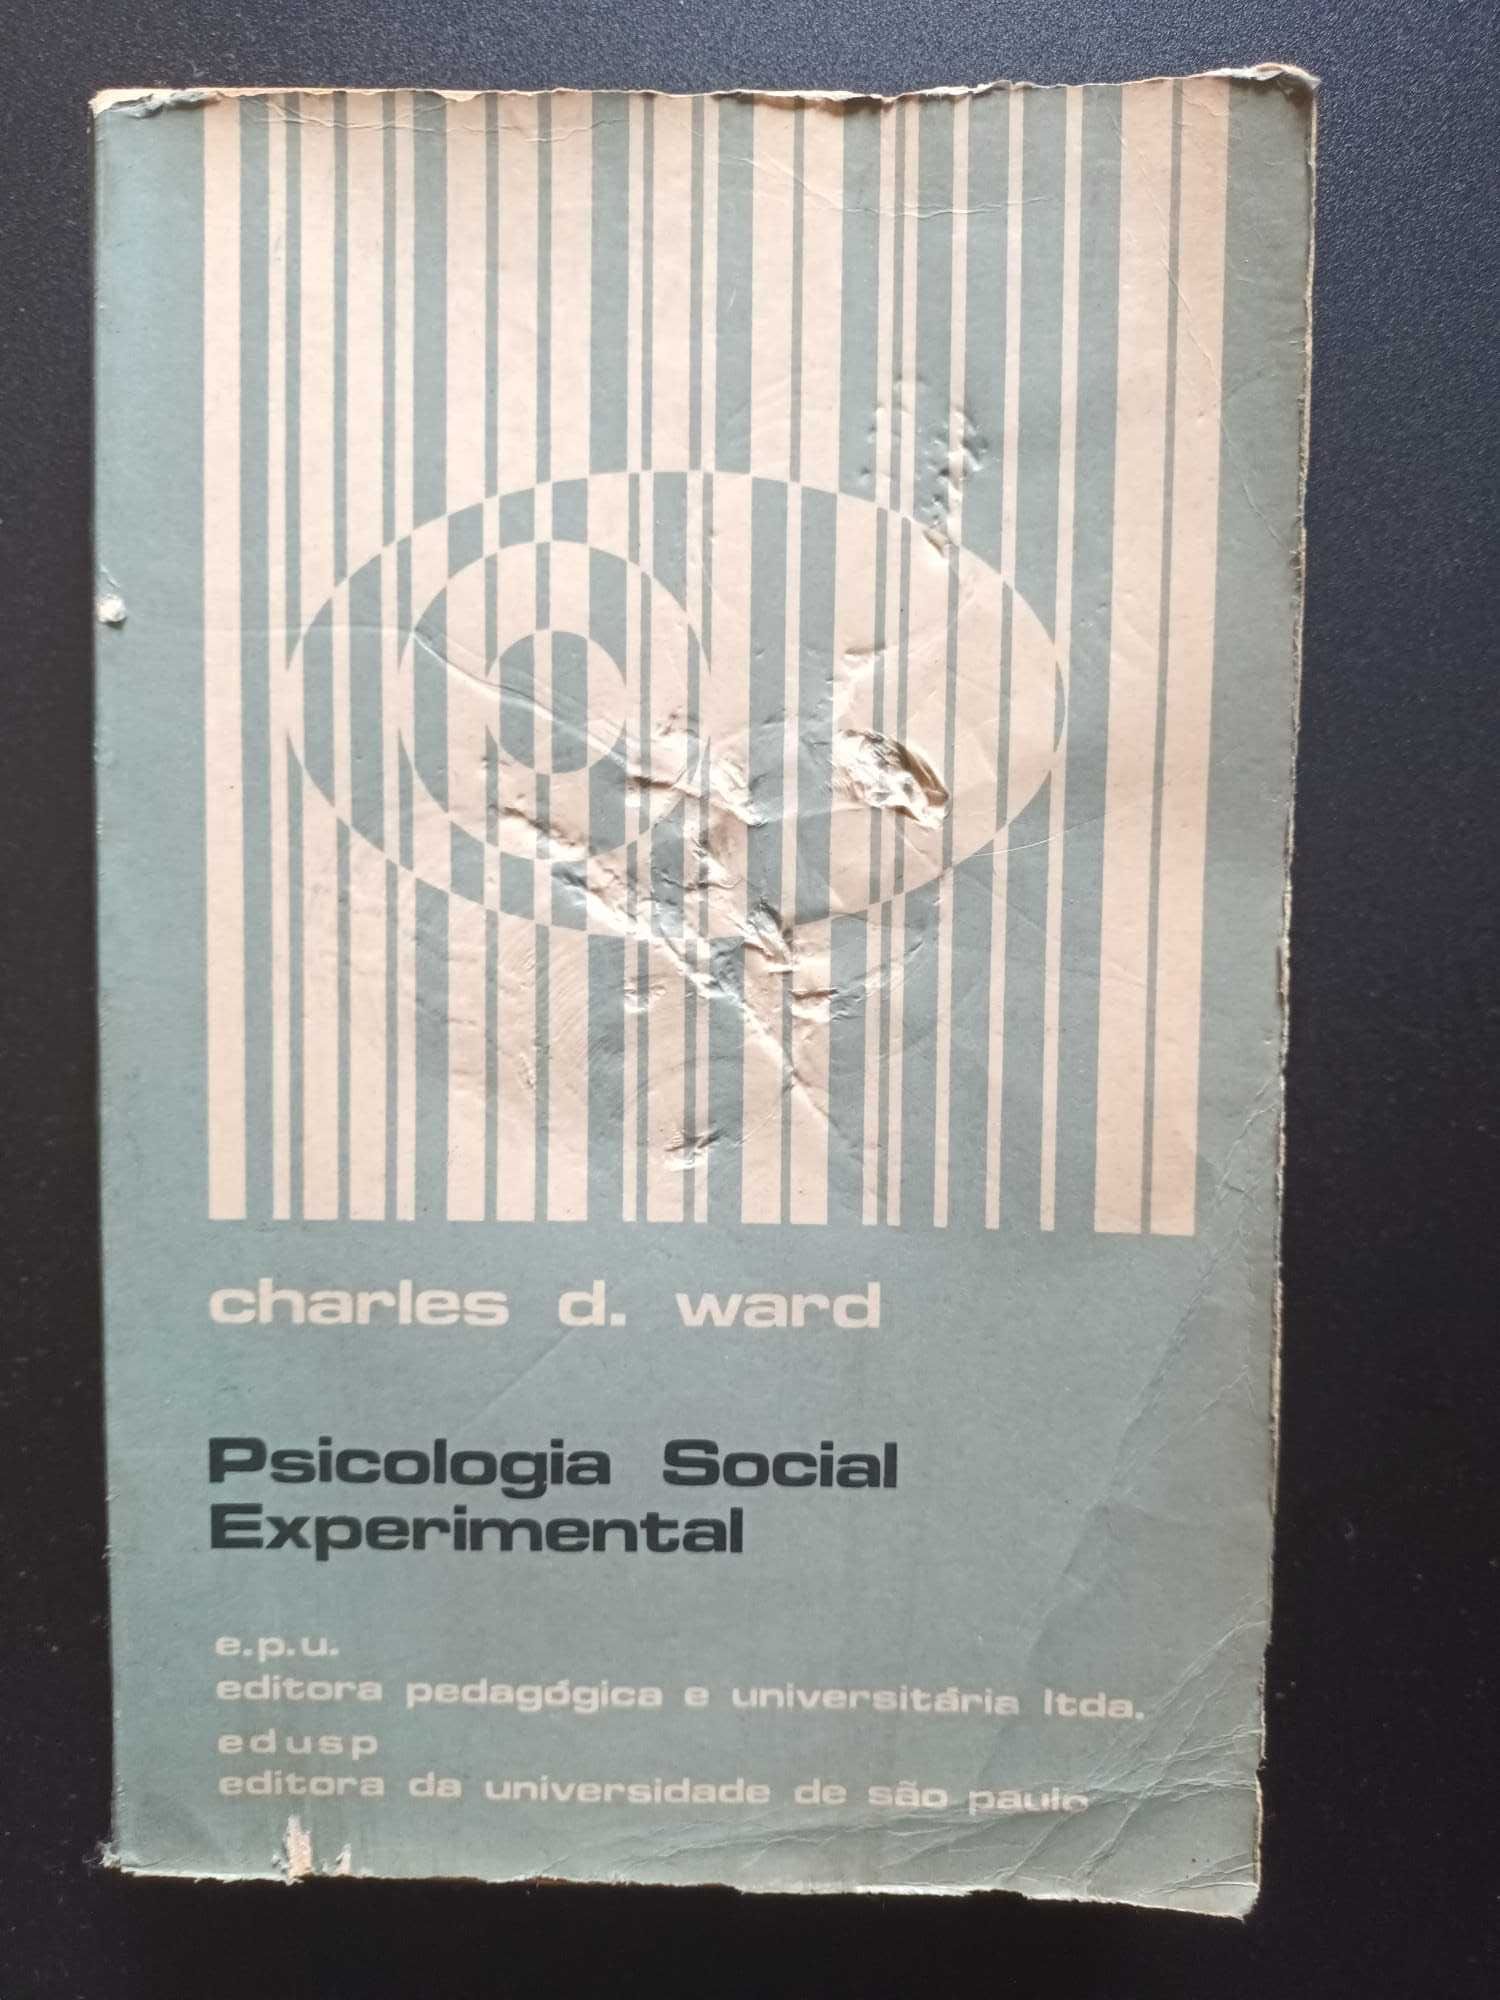 charles d. ward
Psicologia Social
Experimental
e.p.u.
editora pedagógica e universitária ltda.
edusp
editora da universidade de são paulo